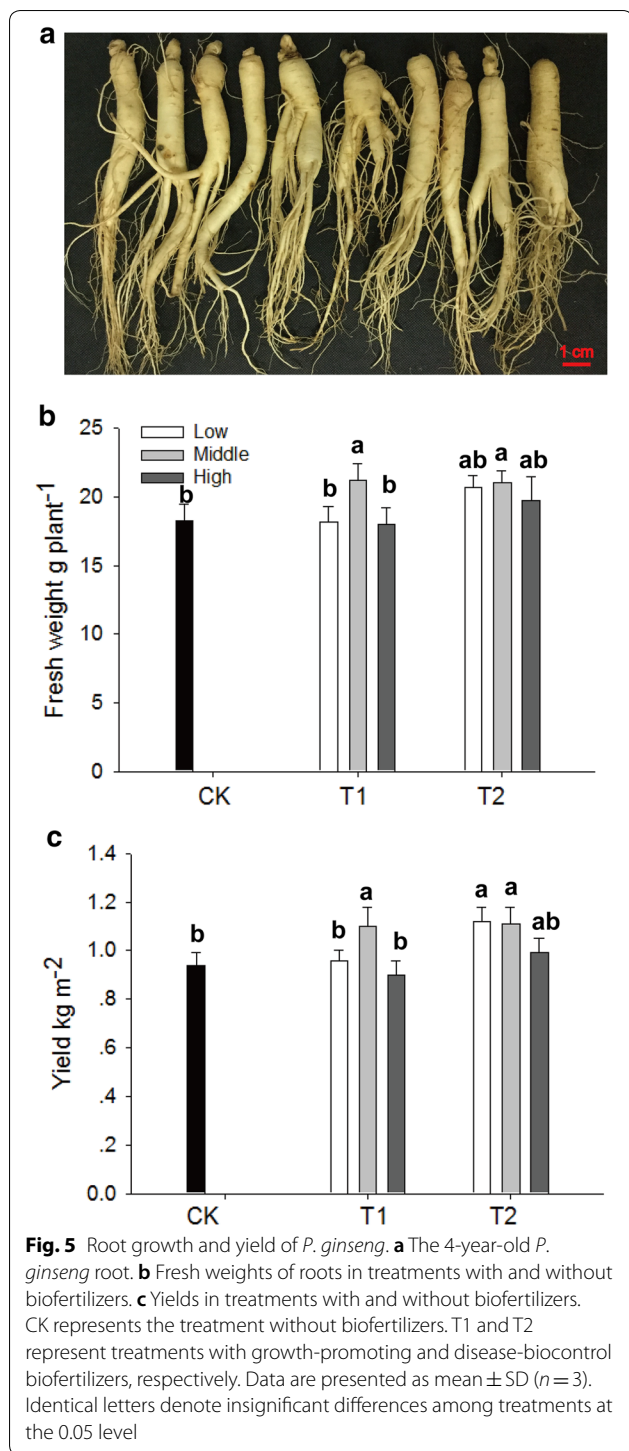 a
1 cm
b
Fresh weight g plant-1
25
20
15
10
5
0
Low
Middle
High
b
b
a
b
ab
a
ab
CK
T1
T2
c
Yield kg m-2
1.4
1.2
1.0
.8
.6
.4
.2
0.0
b
b
a
b
a
a
ab
CK
T1
T2
Fig. 5 Root growth and yield of P. ginseng. a The 4-year-old P.
ginseng root. b Fresh weights of roots in treatments with and without
biofertilizers. c Yields in treatments with and without biofertilizers.
CK represents the treatment without biofertilizers. T1 and T2
represent treatments with growth-promoting and disease-biocontrol
biofertilizers, respectively. Data are presented as mean ± SD (n = 3).
Identical letters denote insignificant differences among treatments at
the 0.05 level